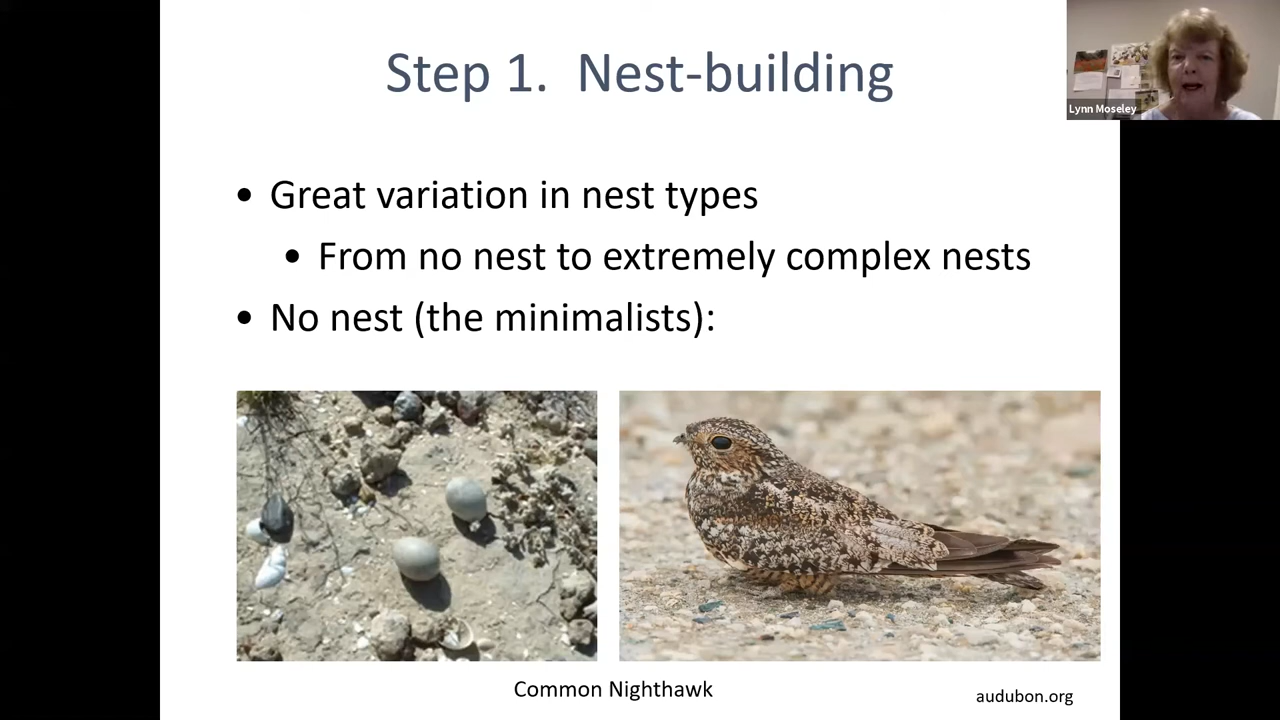 Step 1. Nest-building
Lynn Moseley
• Great variation in nest types
• From no nest to extremely complex nests
• No nest (the minimalists):
Common Nighthawk
audubon.org